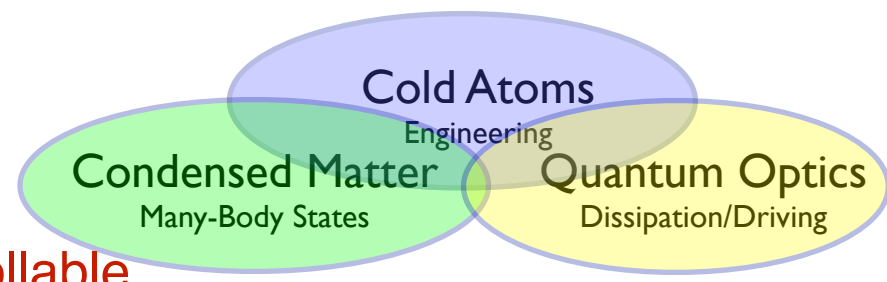 Cold Atoms
Engineering
Condensed Matter
Many-Body States
Quantum Optics
Dissipation/Driving